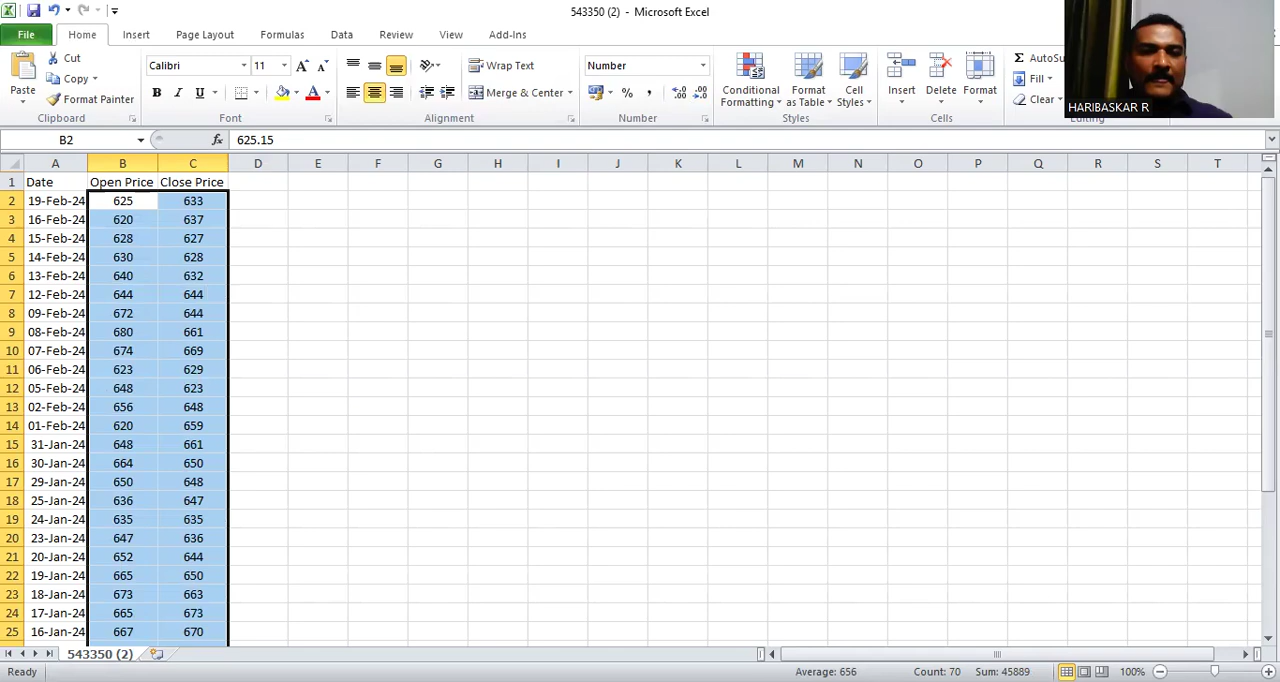 543350 (2) - Microsoft Excel
File Home Insert Page Layout Formulas Data Review View Add-Ins
Cut
Copy
Format Painter
Paste
Clipboard
Calibri 11 A A
B I U A
Font
Wrap Text
Merge & Center
Alignment
Number
% ,
Number
Conditional Formatting
Format as Table
Cell Styles
Styles
Insert Delete Format
Cells
Σ
Fill
Clear
HARIBASKAR R
B2 fx 625.15
A B C D E F G H I J K L M N O P Q R S T
1 Date Open Price Close Price
2 19-Feb-24 625 633
3 16-Feb-24 620 637
4 15-Feb-24 628 627
5 14-Feb-24 630 628
6 13-Feb-24 640 632
7 12-Feb-24 644 644
8 09-Feb-24 672 644
9 08-Feb-24 680 661
10 07-Feb-24 674 669
11 06-Feb-24 623 629
12 05-Feb-24 648 623
13 02-Feb-24 656 648
14 01-Feb-24 620 659
15 31-Jan-24 648 661
16 30-Jan-24 664 650
17 29-Jan-24 650 648
18 25-Jan-24 636 647
19 24-Jan-24 635 635
20 23-Jan-24 647 636
21 20-Jan-24 652 644
22 19-Jan-24 665 650
23 18-Jan-24 673 663
24 17-Jan-24 665 673
25 16-Jan-24 667 670
543350 (2)
Ready Average: 656 Count: 70 Sum: 45889 100%